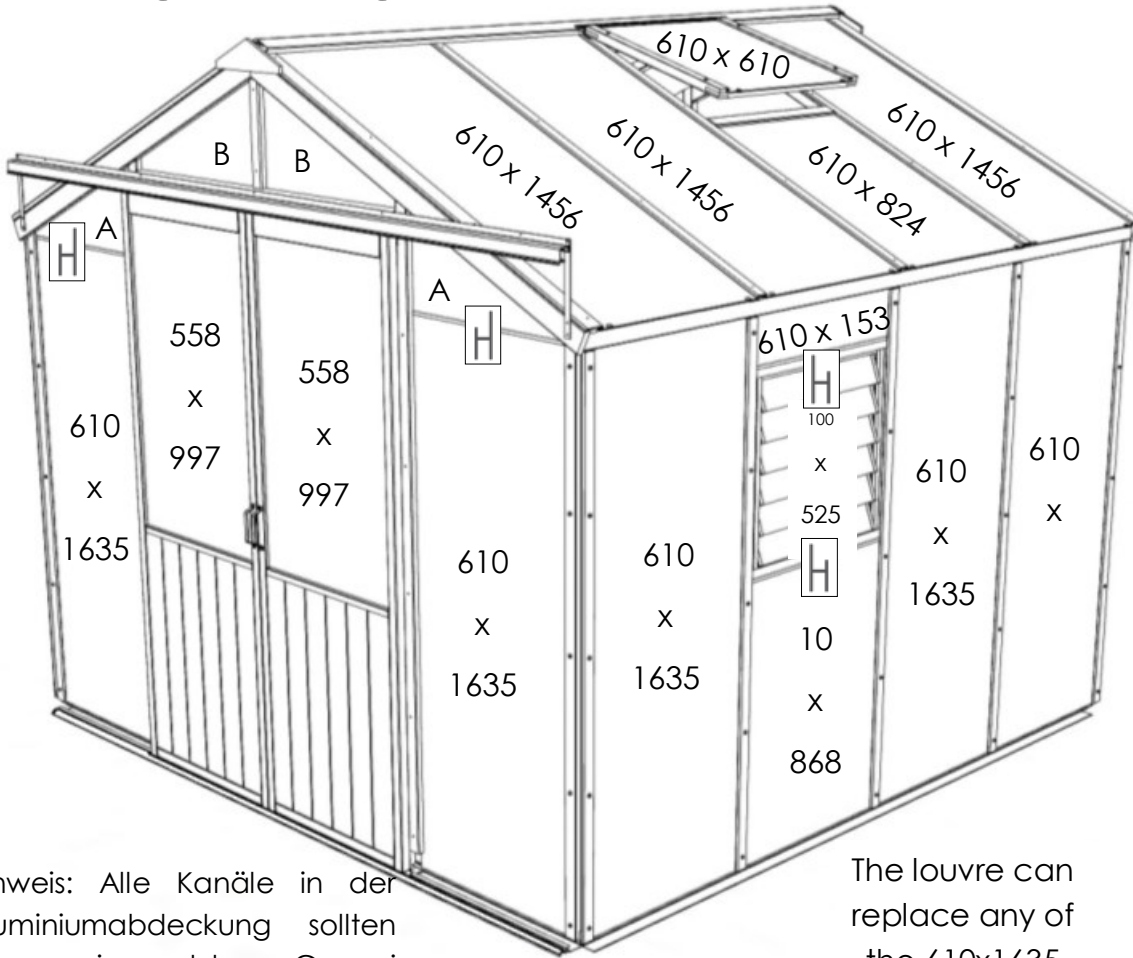 610 x 610
610 x 1456
610 x 1456
610 x 824
610 x 1456
B
B
A
H
A
H
558
x
997
558
x
997
610
x
1635
610
x
1635
610
x
1635
610 x 153
H
100
x
525
H
10
x
868
610
x
1635
610
x
nweis: Alle Kanäle in der
uminiumabdeckung sollten
The louvre can
replace any of
the 610x1635